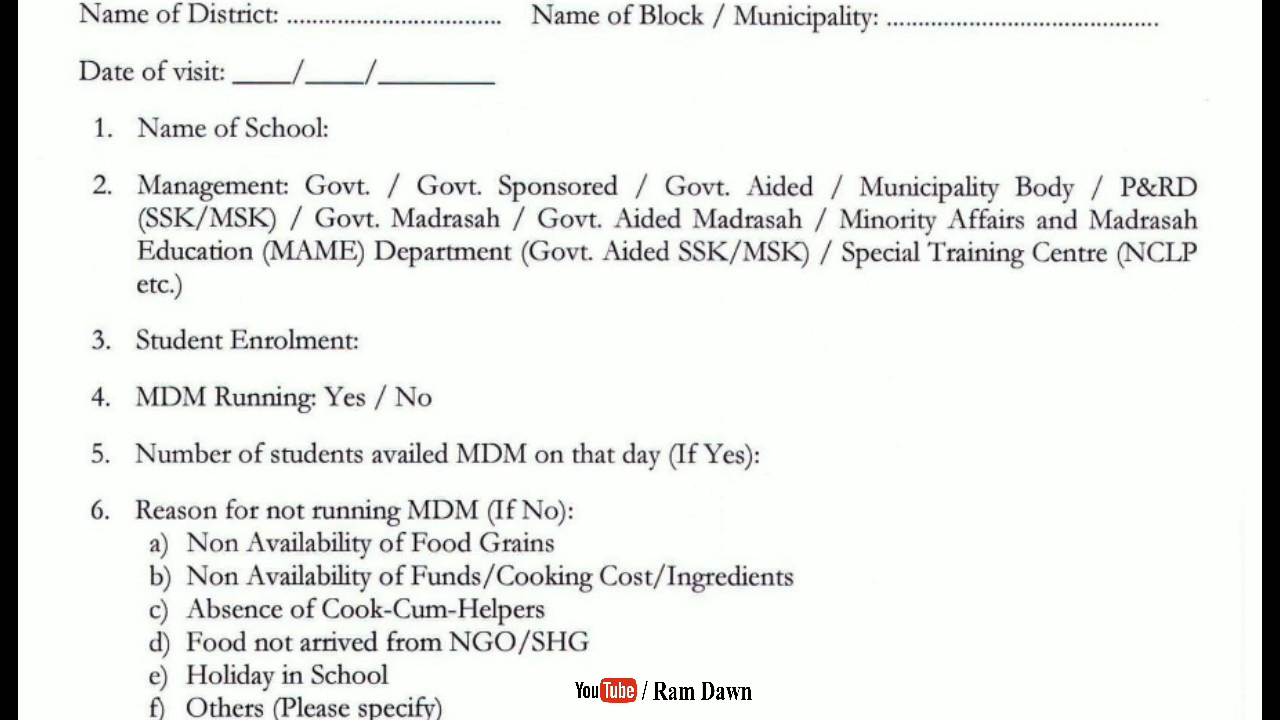 Name of District: ................................. Name of Block / Municipality: ..........................................
Date of visit: ____/____/________
1. Name of School:
2. Management: Govt. / Govt. Sponsored / Govt. Aided / Municipality Body / P&RD
(SSK/MSK) / Govt. Madrasah / Govt. Aided Madrasah / Minority Affairs and Madrasah
Education (MAME) Department (Govt. Aided SSK/MSK) / Special Training Centre (NCLP
etc.)
3. Student Enrolment:
4. MDM Running: Yes / No
5. Number of students availed MDM on that day (If Yes):
6. Reason for not running MDM (If No):
a) Non Availability of Food Grains
b) Non Availability of Funds/Cooking Cost/Ingredients
c) Absence of Cook-Cum-Helpers
d) Food not arrived from NGO/SHG
e) Holiday in School
f) Others (Please specify)
YouTube / Ram Dawn